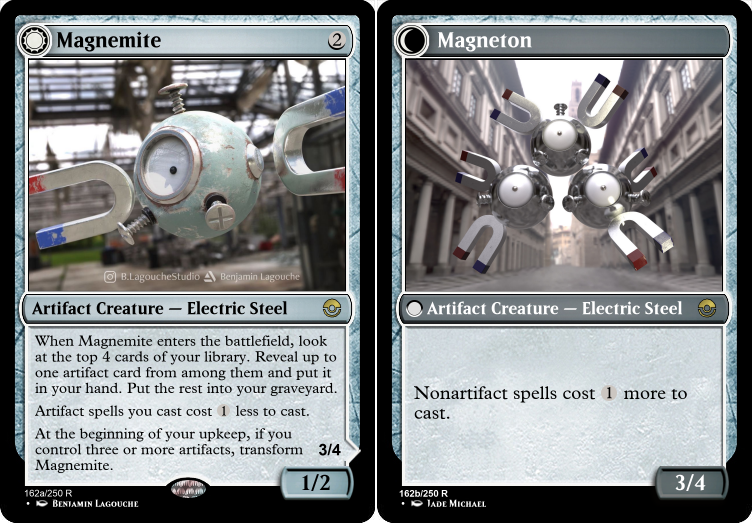 Magnemite
2
B.LagoucheStudio Benjamin Lagouche
Artifact Creature — Electric Steel
When Magnemite enters the battlefield, look
at the top 4 cards of your library. Reveal up to
one artifact card from among them and put it
in your hand. Put the rest into your graveyard.
Artifact spells you cast cost 1 less to cast.
At the beginning of your upkeep, if you
control three or more artifacts, transform
Magnemite.
3/4
1/2
162a/250 R
• Benjamin Lagouche
Magneton
Artifact Creature — Electric Steel
Nonartifact spells cost 1 more to
cast.
3/4
162b/250 R
• Jade Michael